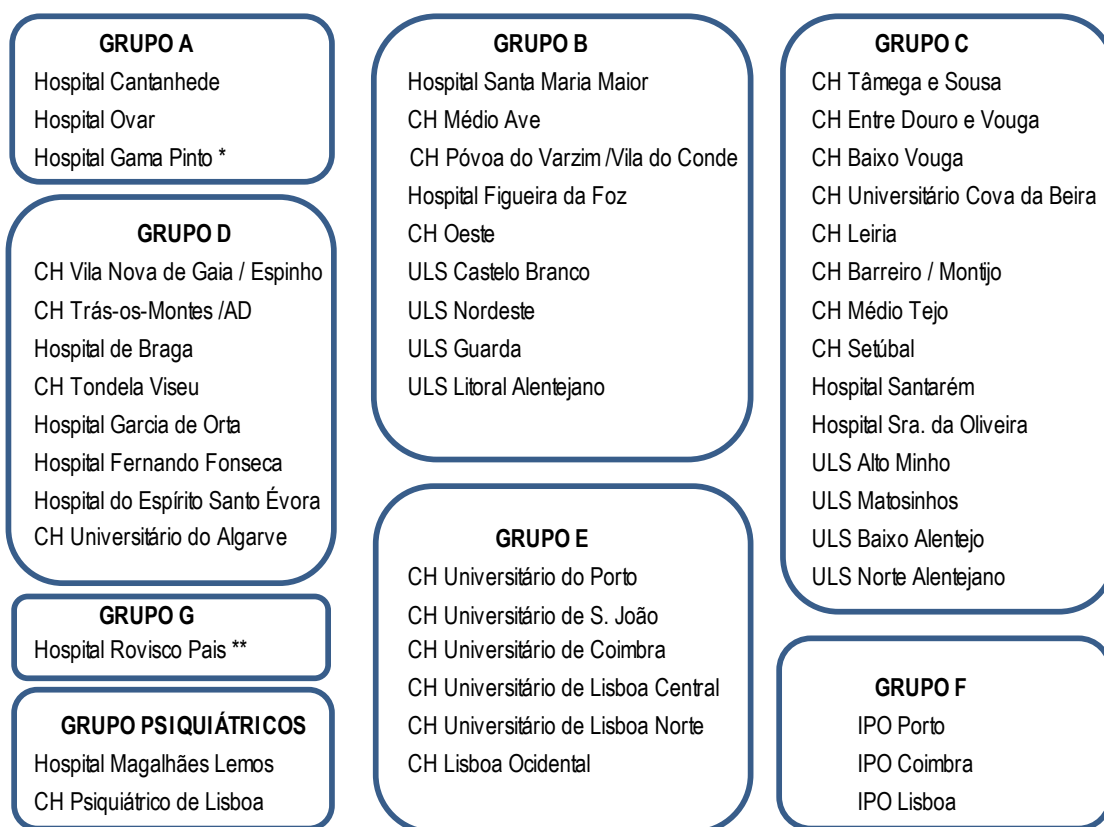 GRUPO A
Hospital Cantanhede
Hospital Ovar
Hospital Gama Pinto *
GRUPO B
Hospital Santa Maria Maior
CH Médio Ave
CH Póvoa do Varzim /Vila do Conde
Hospital Figueira da Foz
CH Oeste
ULS Castelo Branco
ULS Nordeste
ULS Guarda
ULS Litoral Alentejano
GRUPO C
CH Tâmega e Sousa
CH Entre Douro e Vouga
CH Baixo Vouga
CH Universitário Cova da Beira
CH Leiria
CH Barreiro / Montijo
CH Médio Tejo
CH Setúbal
Hospital Santarém
Hospital Sra. da Oliveira
ULS Alto Minho
ULS Matosinhos
ULS Baixo Alentejo
ULS Norte Alentejano
GRUPO D
CH Vila Nova de Gaia / Espinho
CH Trás-os-Montes /AD
Hospital de Braga
CH Tondela Viseu
Hospital Garcia de Orta
Hospital Fernando Fonseca
Hospital do Espírito Santo Évora
CH Universitário do Algarve
GRUPO E
CH Universitário do Porto
CH Universitário de S. João
CH Universitário de Coimbra
CH Universitário de Lisboa Central
CH Universitário de Lisboa Norte
CH Lisboa Ocidental
GRUPO G
Hospital Rovisco Pais **
GRUPO PSIQUIÁTRICOS
Hospital Magalhães Lemos
CH Psiquiátrico de Lisboa
GRUPO F
IPO Porto
IPO Coimbra
IPO Lisboa